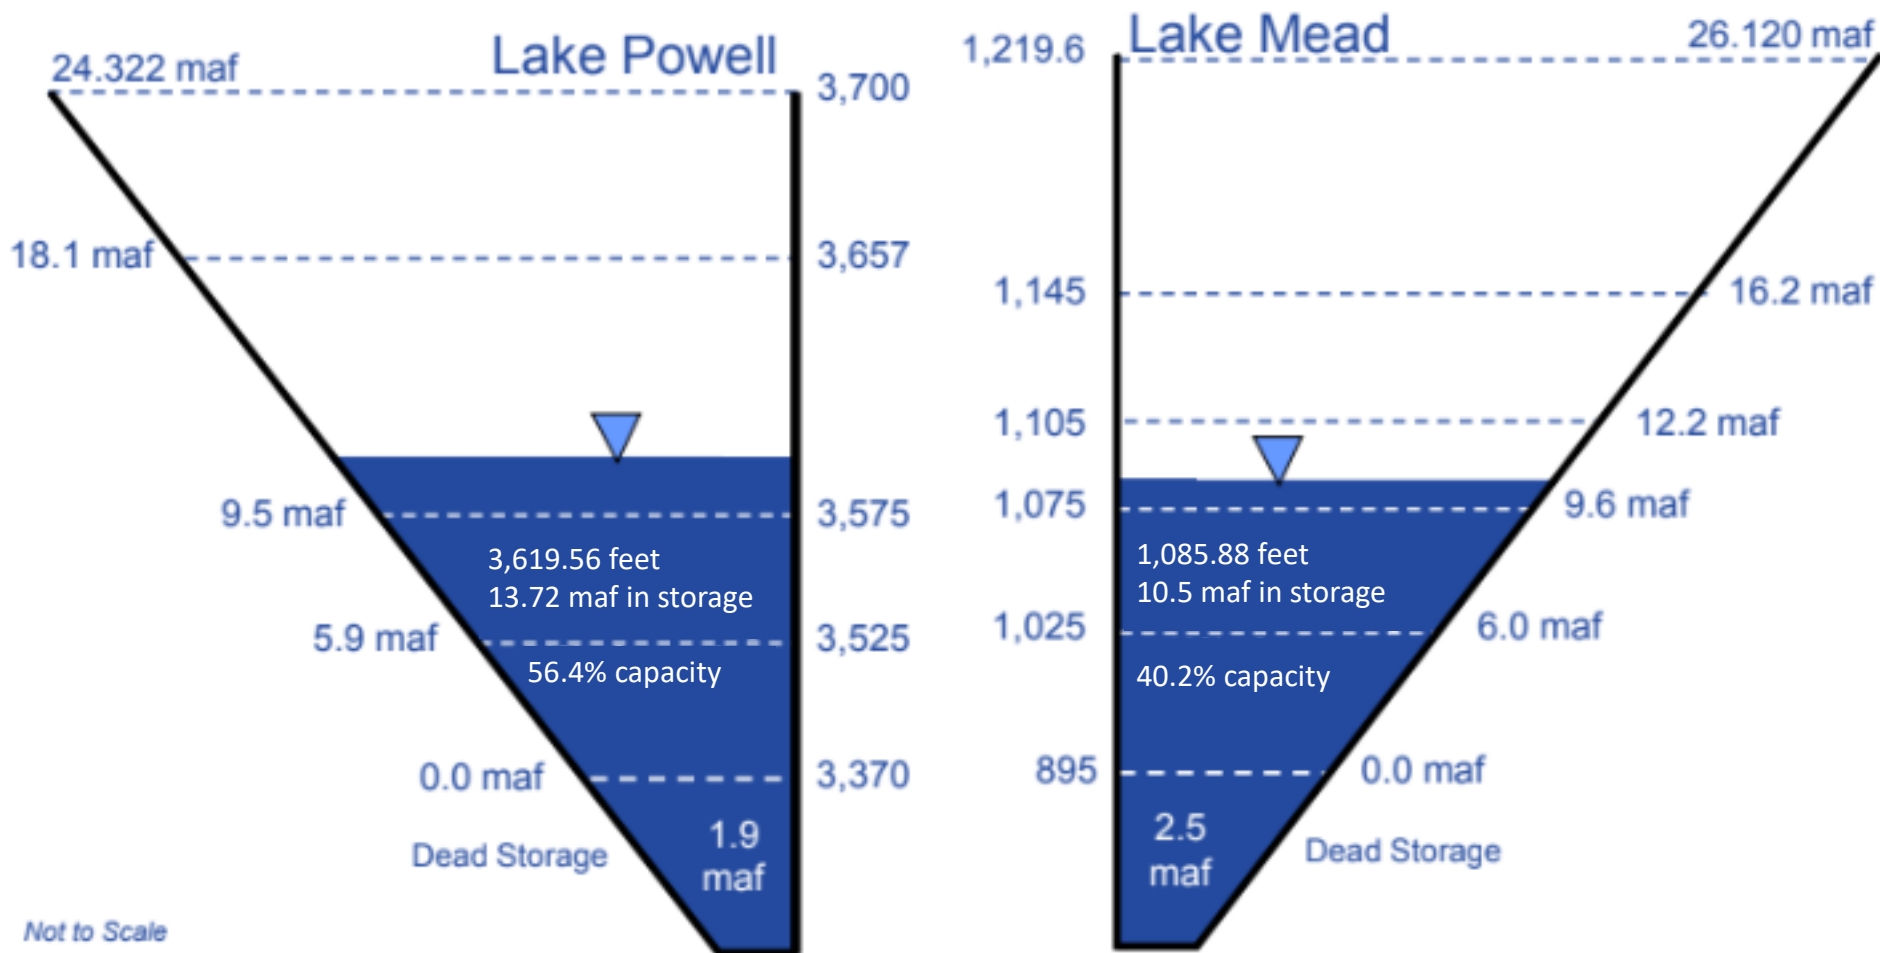 Lake Powell
24.322 maf
3,700
18.1 maf
3,657
9.5 maf
3,575
3,619.56 feet
13.72 maf in storage
5.9 maf
3,525
56.4% capacity
0.0 maf
3,370
Dead Storage
1.9
maf
Not to Scale
Lake Mead
1,219.6
26.120 maf
1,145
16.2 maf
1,105
12.2 maf
1,075
9.6 maf
1,085.88 feet
10.5 maf in storage
1,025
6.0 maf
40.2% capacity
895
0.0 maf
2.5
maf
Dead Storage